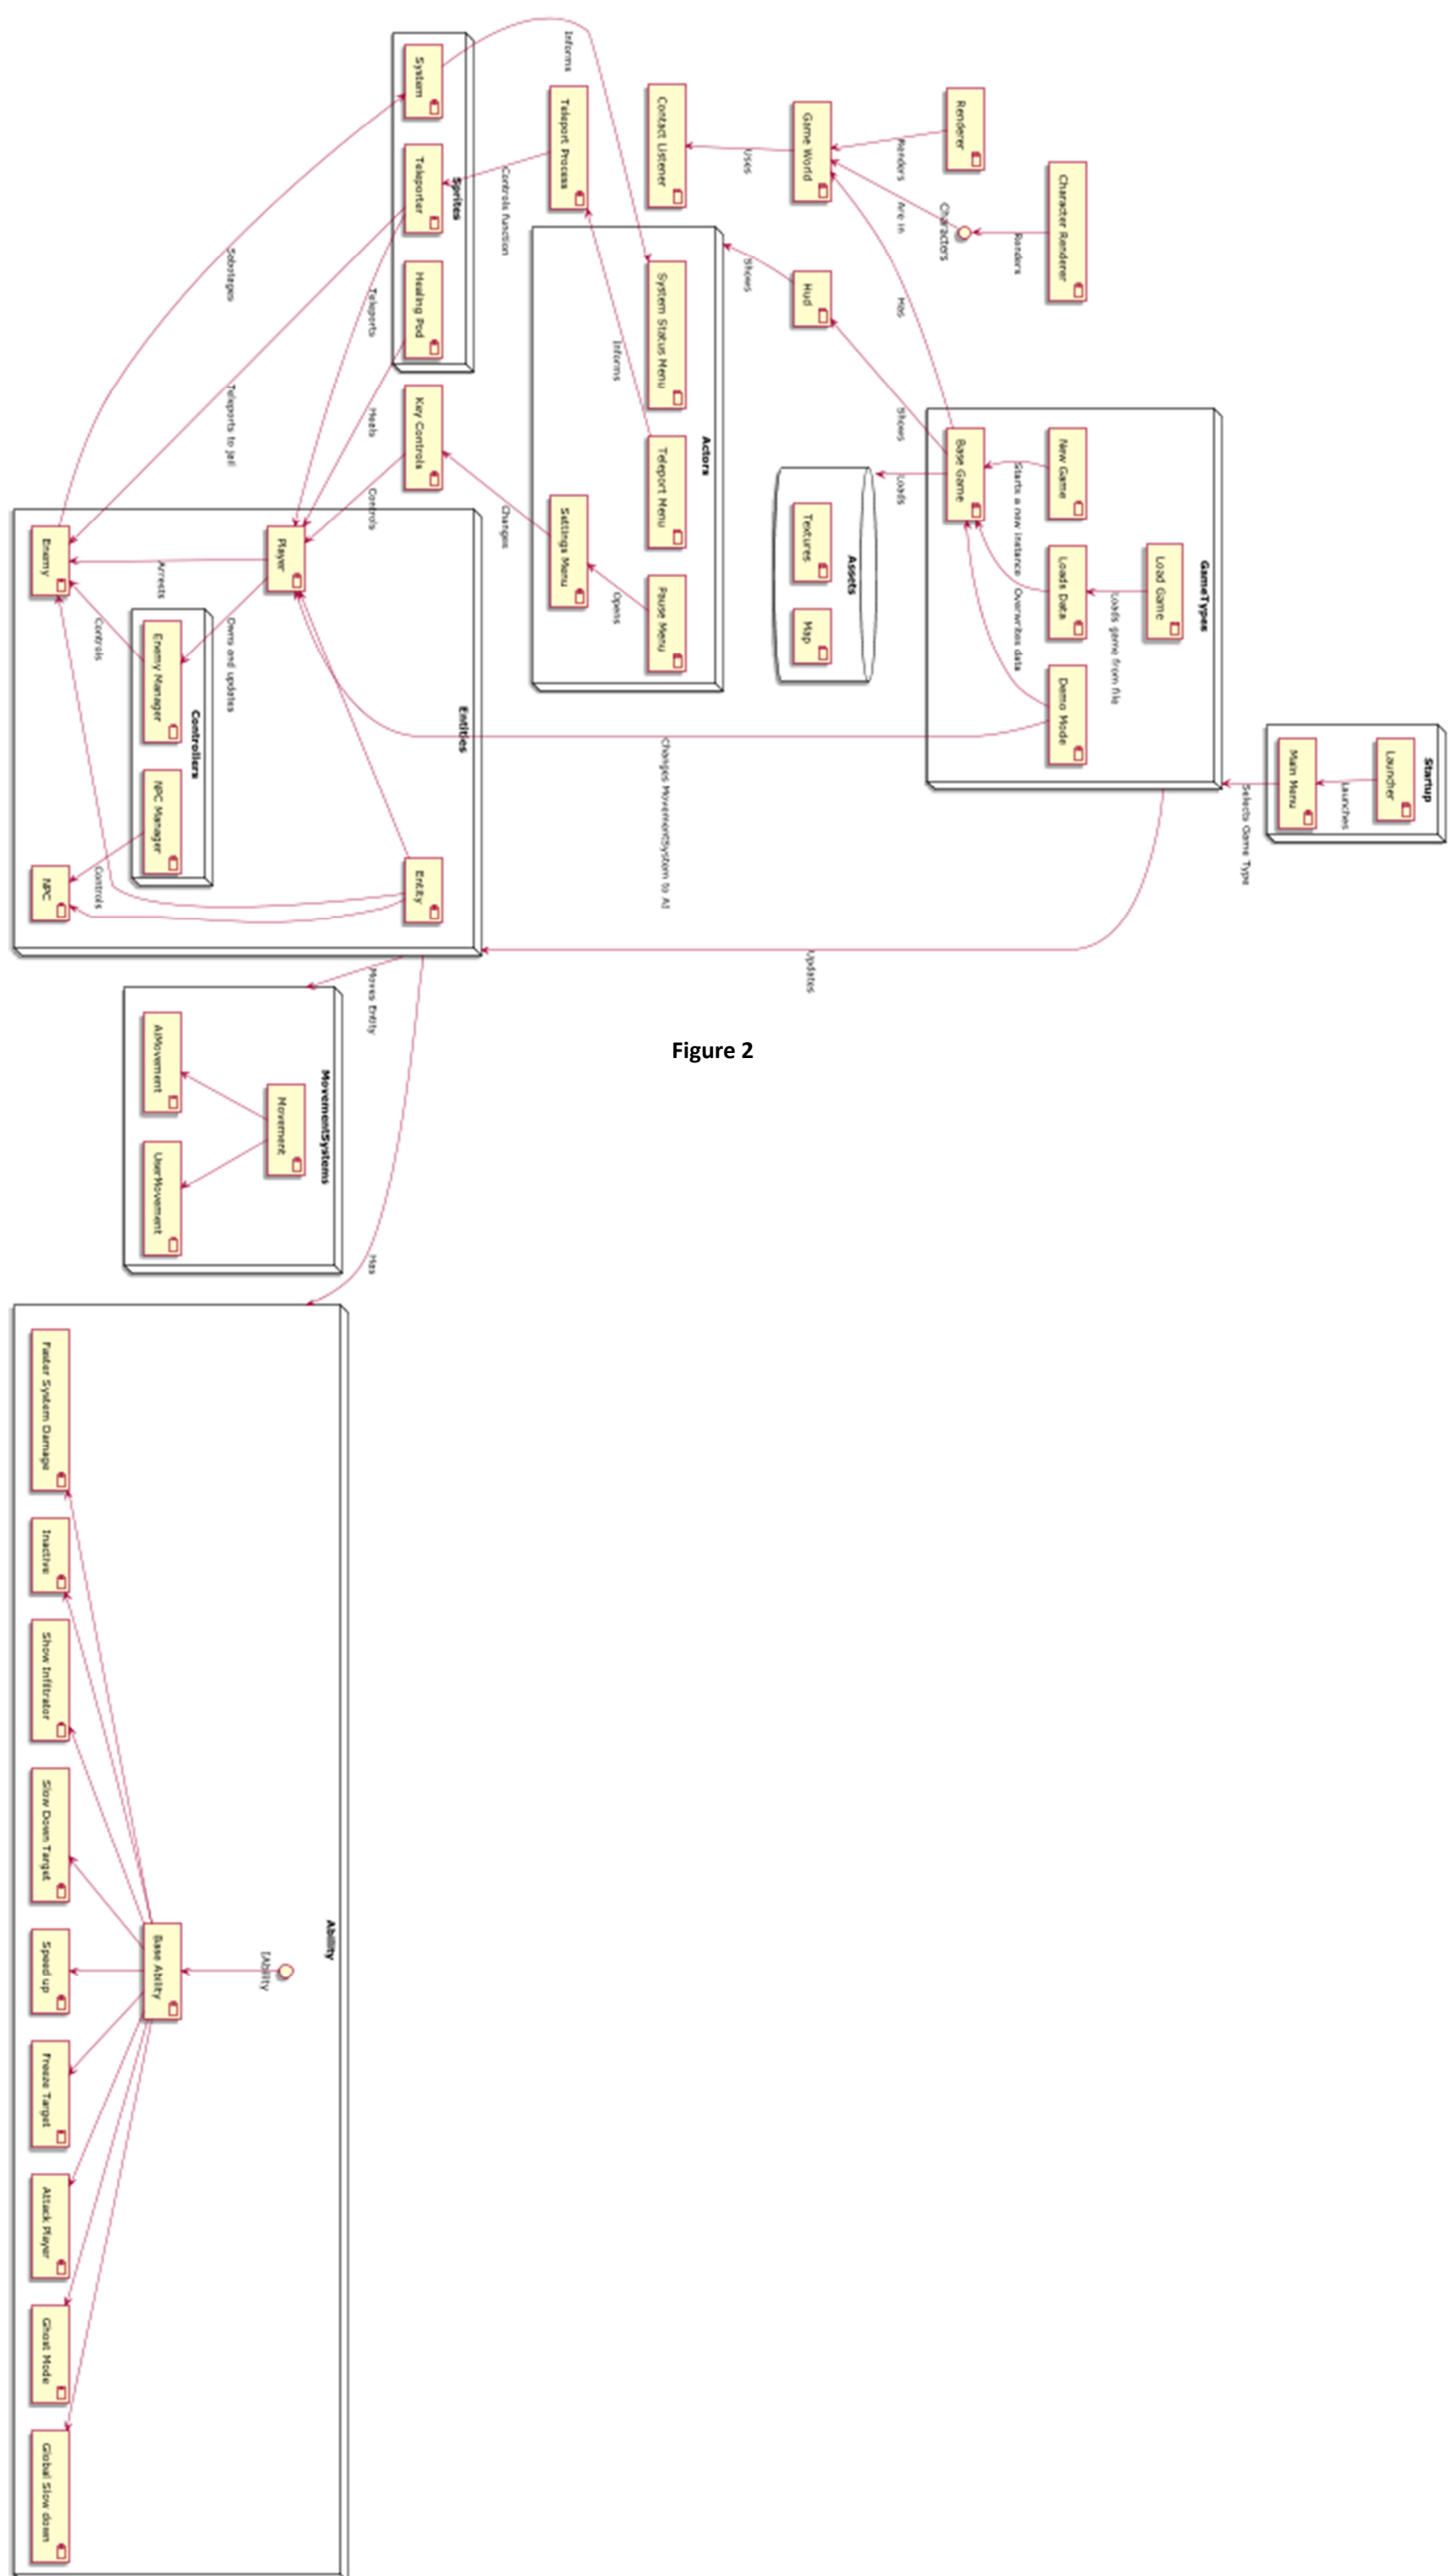 Startup
Launcher
Launches
Main Menu
Selects Game Type
GameTypes
Load Game
Loads game from file
New Game
Loads Data
Demo Mode
Starts a new instance
Overwrites data
Base Game
Character Renderer
Renders
Characters
Renderer
Renders
Are in
Has
Shows
Loads
Game World
Hud
Assets
Textures
Map
Uses
Shows
Updates
Contact Listener
Actors
System Status Menu
Teleport Menu
Pause Menu
Changes MovementSystem to AI
Informs
Informs
Opens
Teleport Process
Settings Menu
Controls function
Changes
Sprites
System
Teleporter
Healing Pod
Key Controls
Entities
Entity
Teleports
Heals
Controls
Moves Entity
Has
Player
Sabotages
Teleports to jail
Owns and updates
Controllers
Enemy Manager
NPC Manager
Arrests
Controls
Controls
Enemy
NPC
MovementSystems
Movement
AiMovement
UserMovement
Ability
IAbility
Base Ability
Faster System Damage
Inactive
Show Infiltrator
Slow Down Target
Speed up
Freeze Target
Attack Player
Ghost Mode
Global Slow down
Figure 2